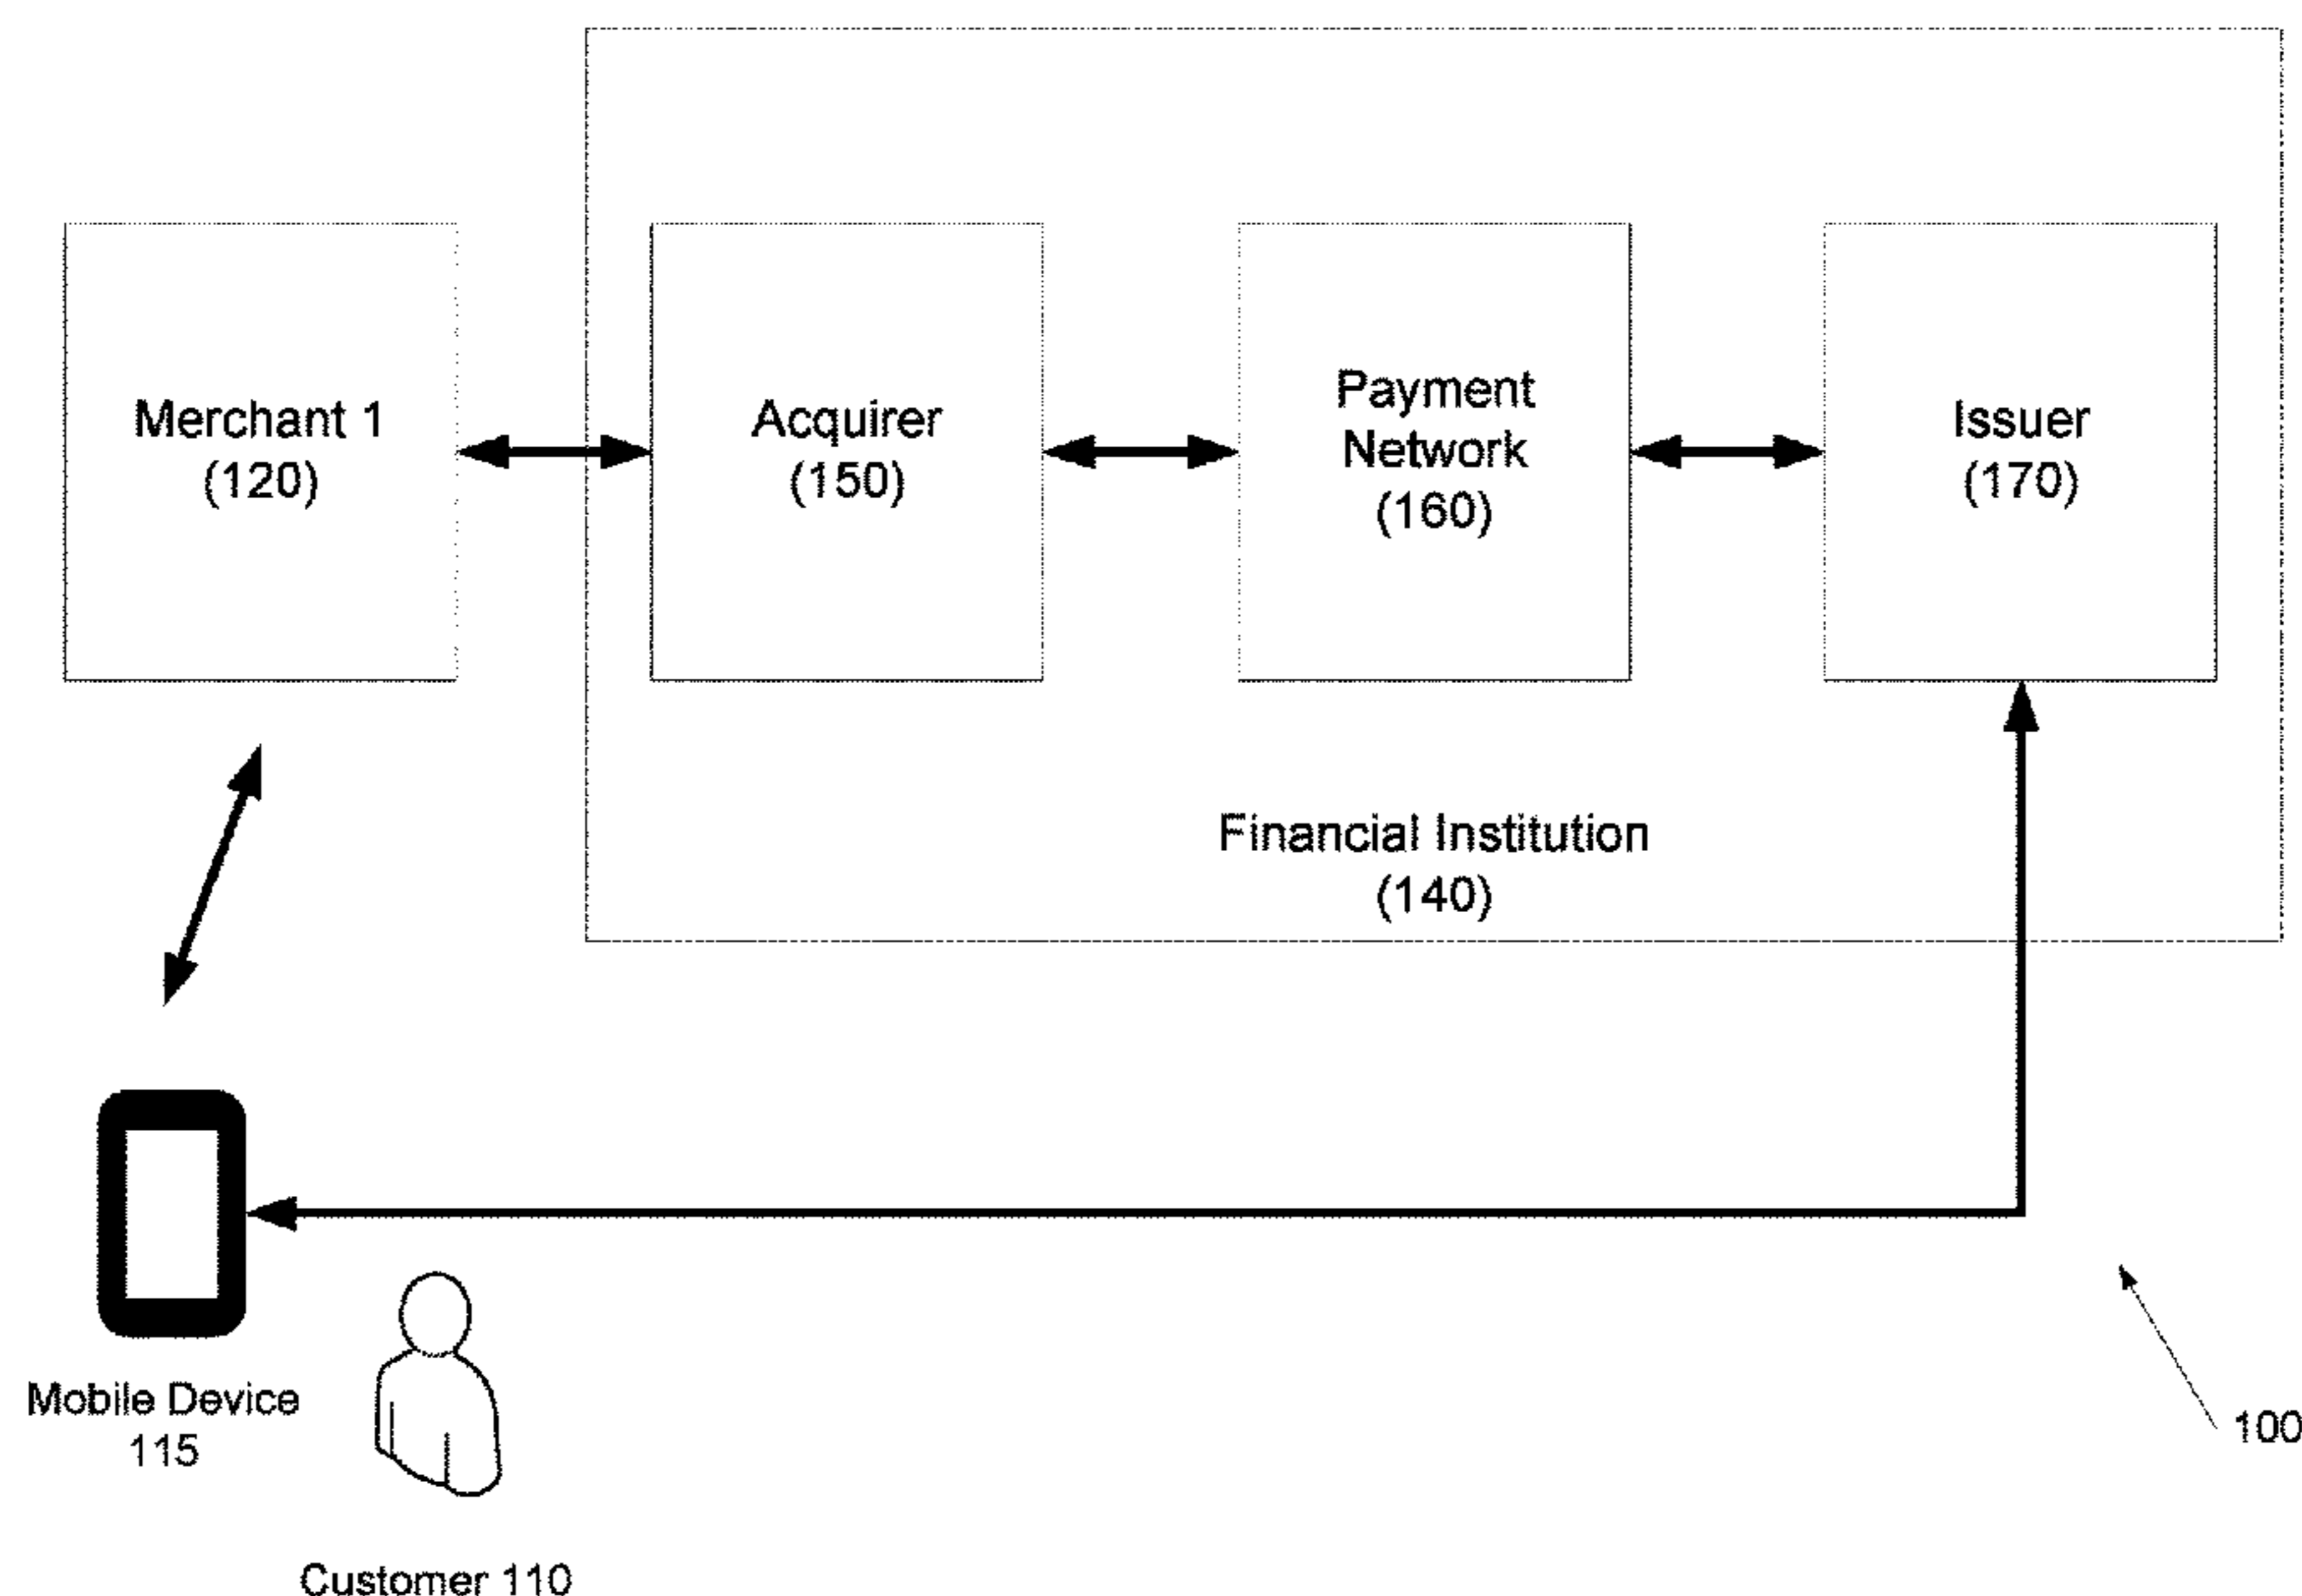 Merchant 1
(120)
Acquirer
(150)
Payment
Network
(160)
Issuer
(170)
Financial Institution
(140)
Mobile Device
115
Customer 110
100